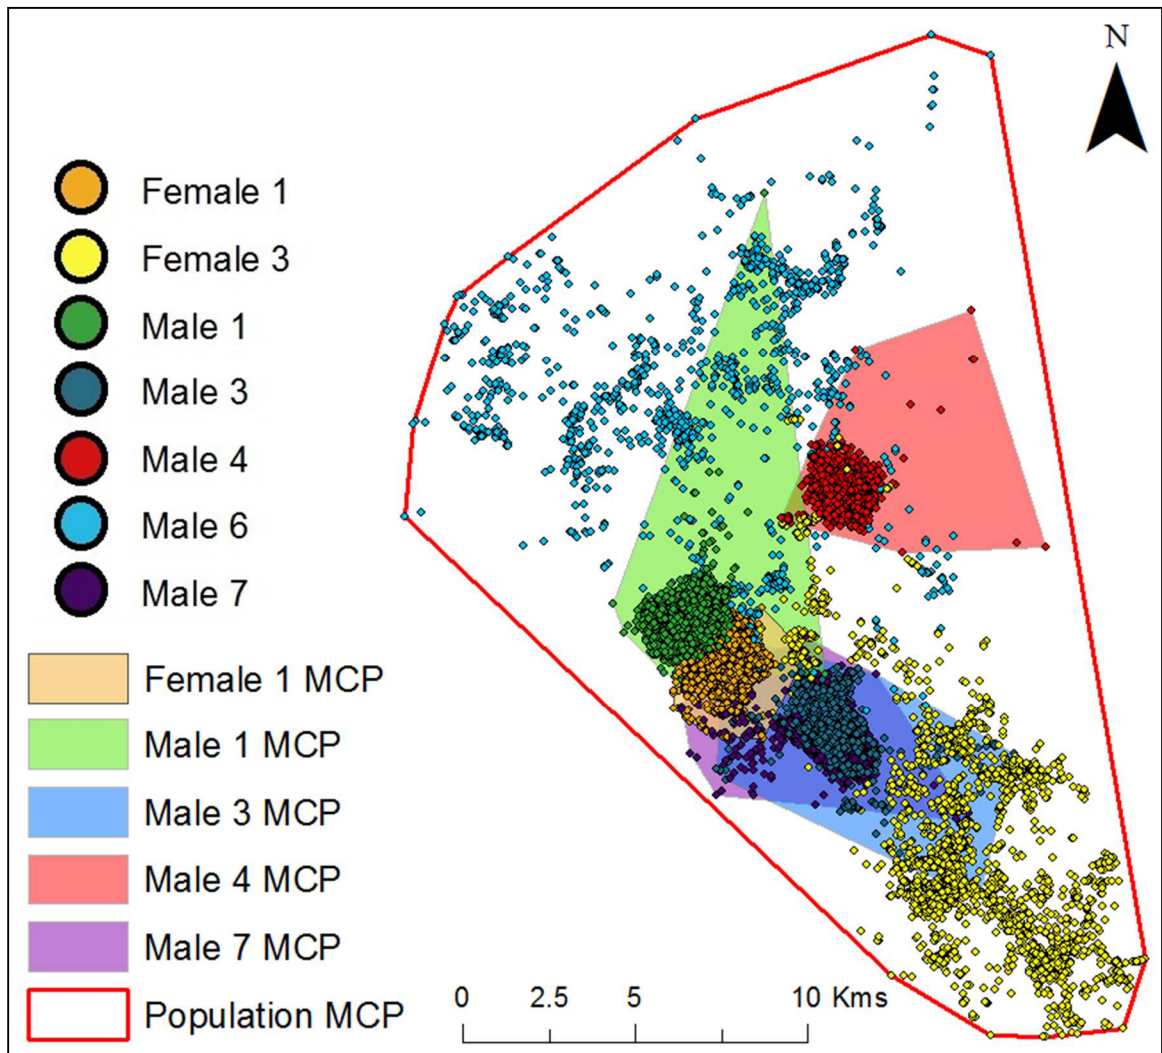 N
Female 1
Female 3
Male 1
Male 3
Male 4
Male 6
Male 7
Female 1 MCP
Male 1 MCP
Male 3 MCP
Male 4 MCP
Male 7 MCP
Population MCP
0 2.5 5 10 Kms